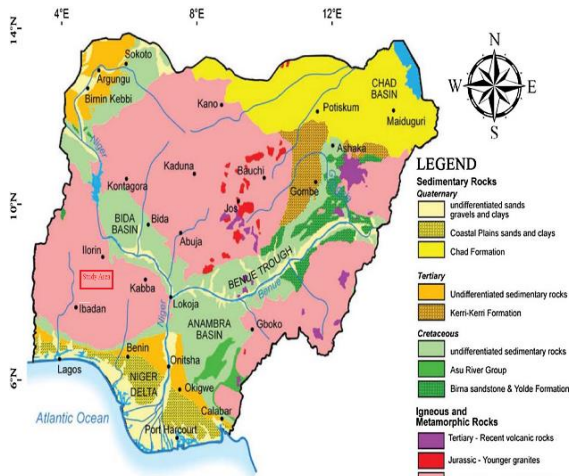 4°E
8°E
12°E
14°N
10°N
6°N
N
W
E
S
Sokoto
Argungu
Birnin Kebbi
Niger
Kano
CHAD
BASIN
Potiskum
Maiduguri
Ashaka
Kaduna
Bauchi
Gombe
Kontagora
Jos
BIDA
BASIN
Bida
Abuja
Ilorin
Study Area
Kabba
BENUE TROUGH
Benue
Lokoja
Ibadan
Niger
ANAMBRA
BASIN
Gboko
Lagos
Benin
Onitsha
NIGER
DELTA
Okigwe
Calabar
Port Harcourt
Atlantic Ocean
LEGEND
Sedimentary Rocks
Quaternary
undifferentiated sands
gravels and clays
Coastal Plains sands and clays
Chad Formation
Tertiary
Undifferentiated sedimentary rocks
Kerri-Kerri Formation
Cretaceous
undifferentiated sedimentary rocks
Asu River Group
Birna sandstone & Yolde Formation
Igneous and
Metamorphic Rocks
Tertiary - Recent volcanic rocks
Jurassic - Younger granites